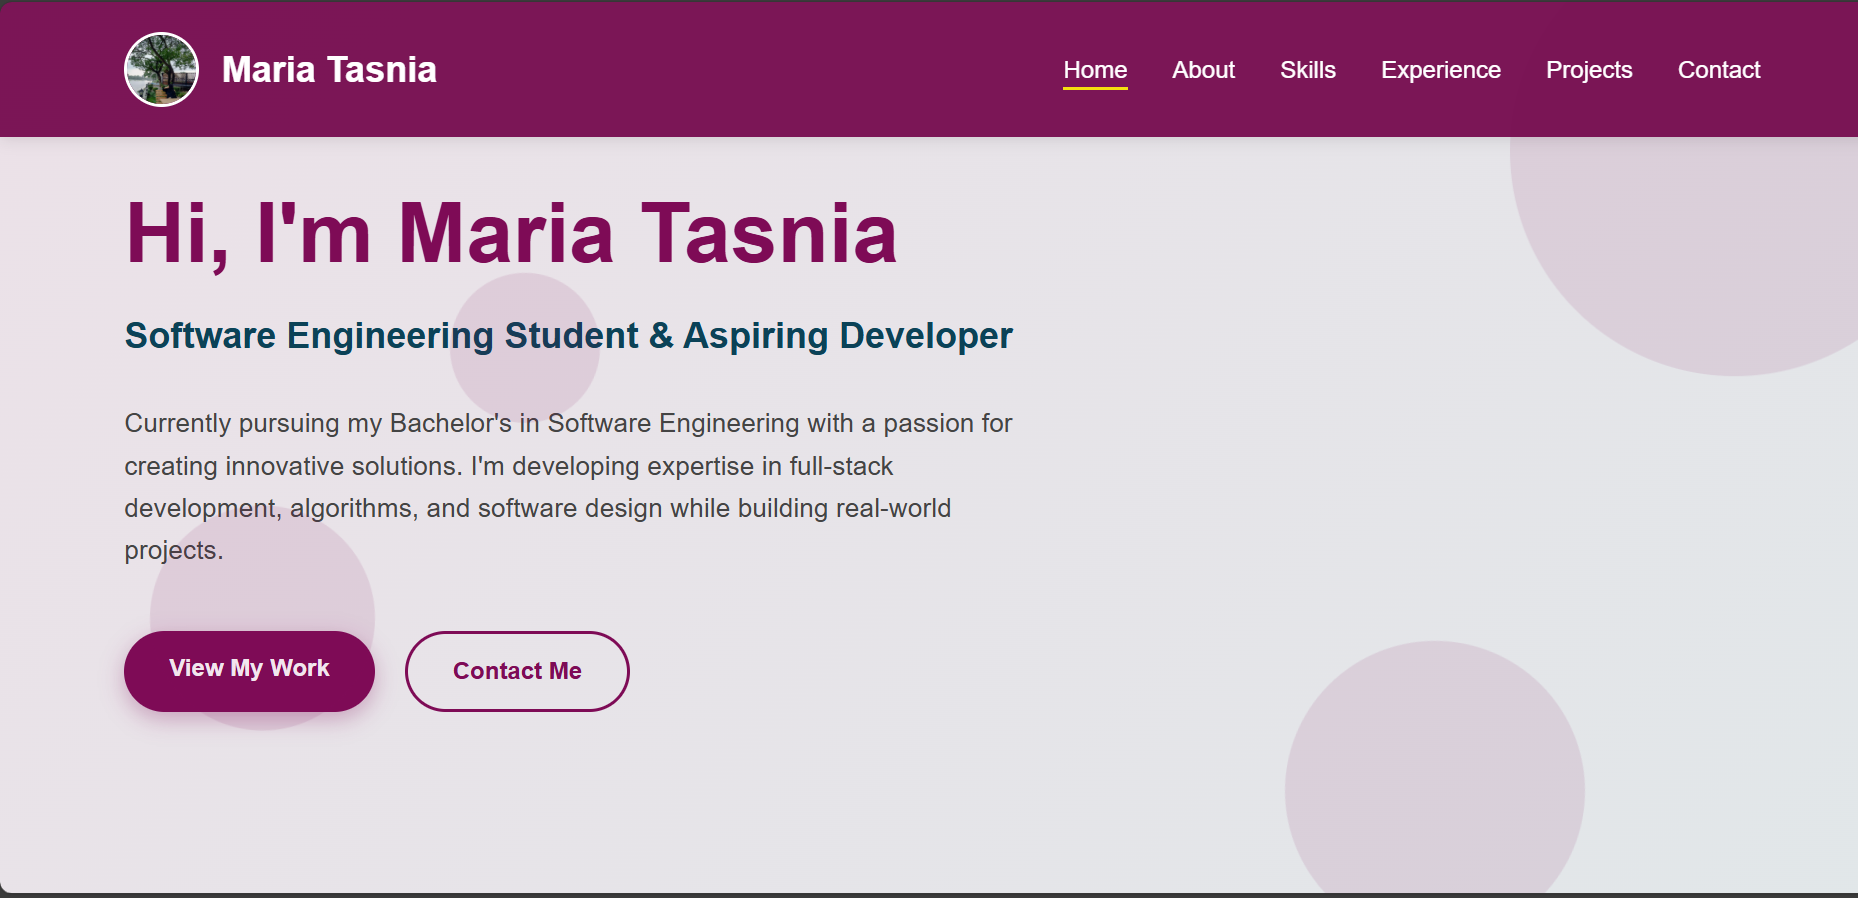 Maria Tasnia
Home About Skills Experience Projects Contact
Hi, I'm Maria Tasnia
Software Engineering Student & Aspiring Developer
Currently pursuing my Bachelor's in Software Engineering with a passion for
creating innovative solutions. I'm developing expertise in full-stack
development, algorithms, and software design while building real-world
projects.
View My Work
Contact Me